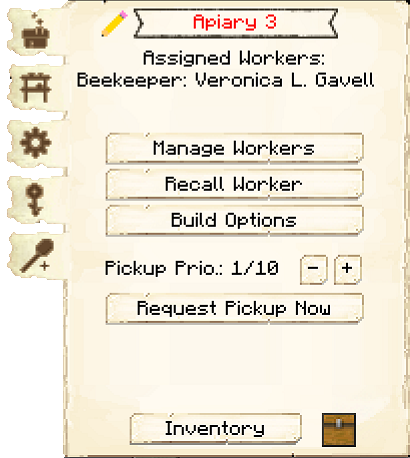 Apiary 3
Assigned Workers:
Beekeeper: Veronica L. Gavell
Manage Workers
Recall Worker
Build Options
Pickup Prio.: 1/10 - +
Request Pickup Now
Inventory